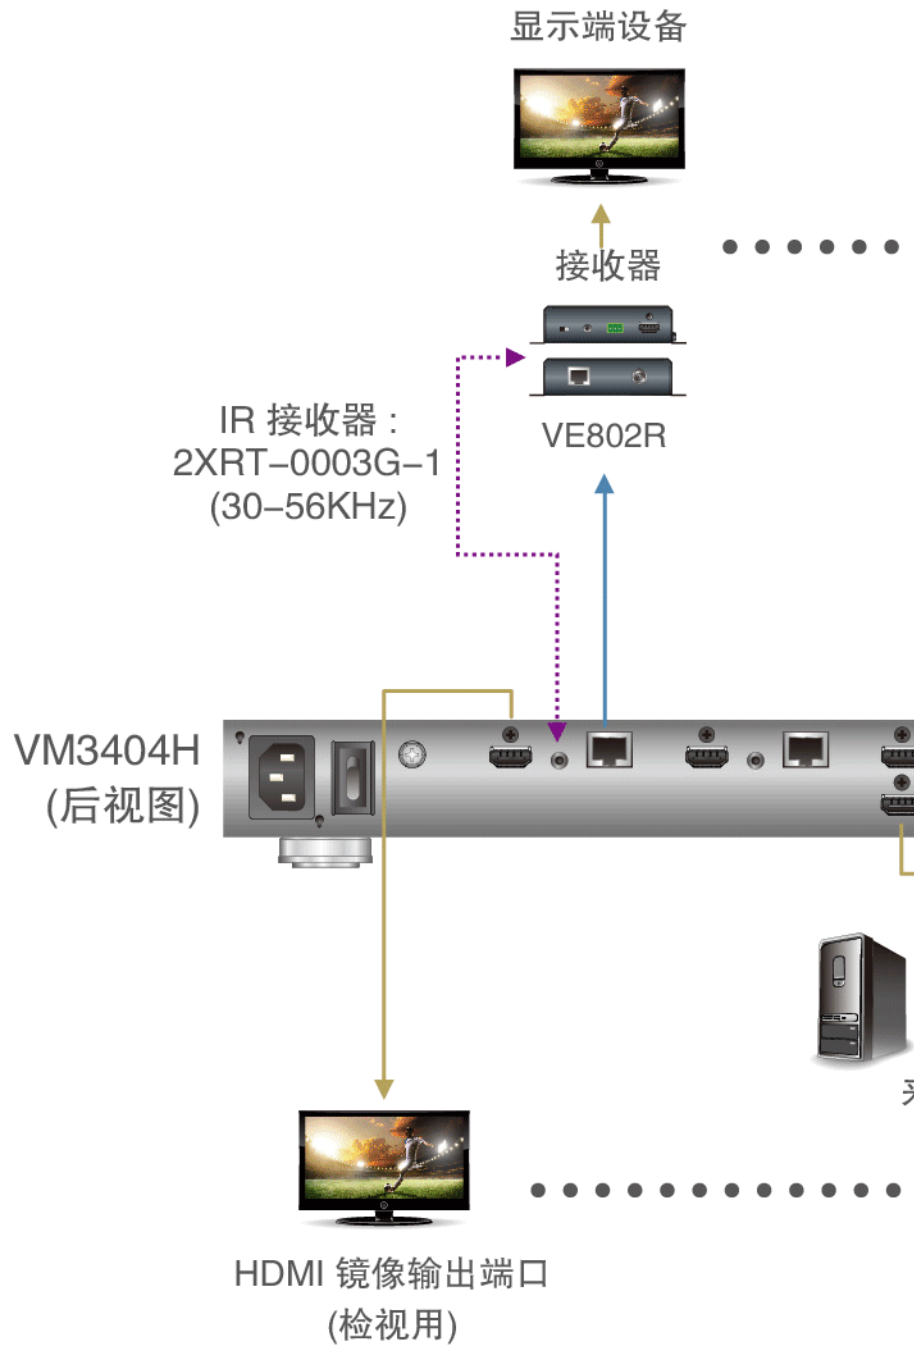 显示端设备
接收器
IR 接收器 :
2XRT–0003G–1
(30–56KHz)
VE802R
VM3404H
(后视图)
HDMI 镜像输出端口
(检视用)